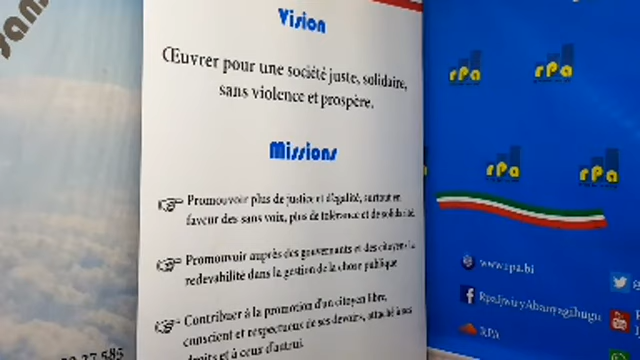 sans
Vision
Œuvrer pour une société juste, solidaire,
sans violence et prospère.
Missions
Promouvoir plus de justice et d'égalité, surtout en
faveur des sans voix, plus de tolérance et de solidarité.
Promouvoir auprès des gouvernants et des citoyens la
redevabilité dans la gestion de la chose publique
Contribuer à la promotion d'un citoyen libre,
conscient et respectueux de ses devoirs, attaché à ses
droits et à ceux d'autrui.
rPa
rPa
rPa
rPa
www.rpa.bi
RpaIjwiryAbanyagihugu
RPA